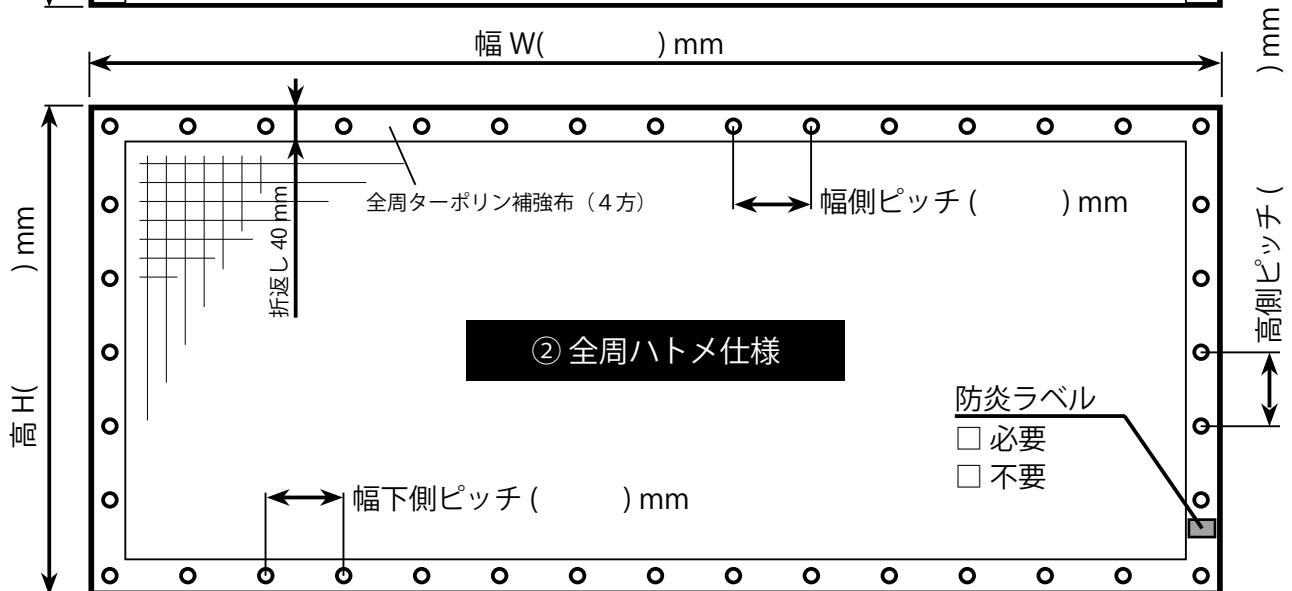 幅 W(　　　) mm
) mm
全周ターポリン補強布（４方）
幅側ピッチ (　　　) mm
折返し 40 mm
高 H(　　　) mm
高側ピッチ (
② 全周ハトメ仕様
防炎ラベル
□ 必要
□ 不要
幅下側ピッチ (　　　) mm